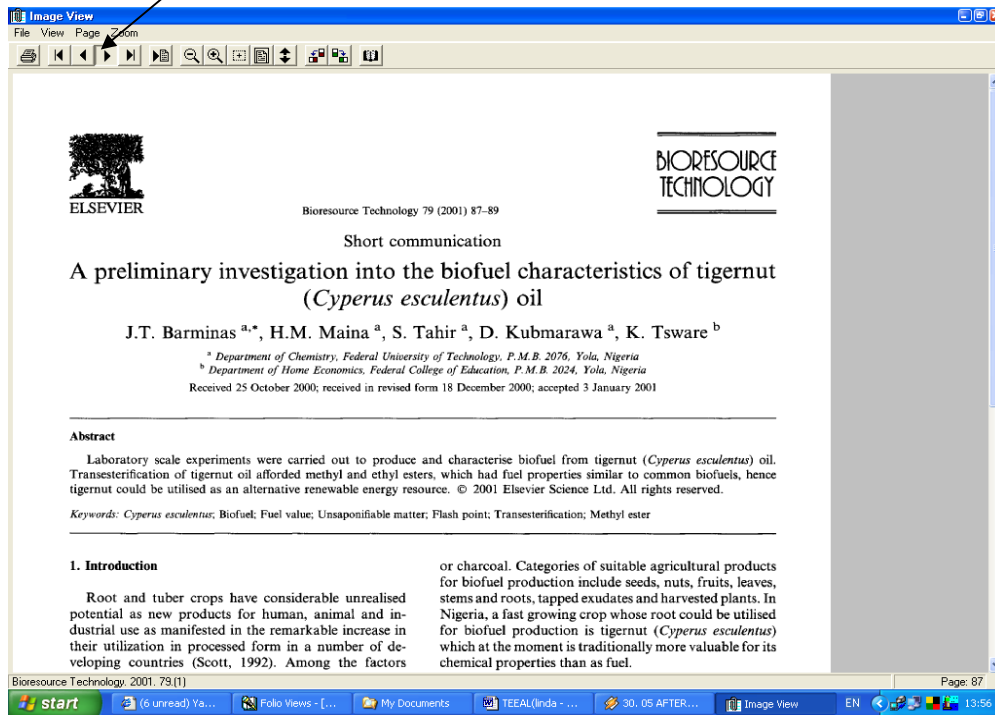 Image View
File View Page Zoom
ELSEVIER
BIORESOURCE
TECHNOLOGY
Bioresource Technology 79 (2001) 87–89
Short communication
A preliminary investigation into the biofuel characteristics of tigernut
(Cyperus esculentus) oil
J.T. Barminas a,*, H.M. Maina a, S. Tahir a, D. Kubmarawa a, K. Tsware b
a Department of Chemistry, Federal University of Technology, P.M.B. 2076, Yola, Nigeria
b Department of Home Economics, Federal College of Education, P.M.B. 2024, Yola, Nigeria
Received 25 October 2000; received in revised form 18 December 2000; accepted 3 January 2001
Abstract
Laboratory scale experiments were carried out to produce and characterise biofuel from tigernut (Cyperus esculentus) oil.
Transesterification of tigernut oil afforded methyl and ethyl esters, which had fuel properties similar to common biofuels, hence
tigernut could be utilised as an alternative renewable energy resource. © 2001 Elsevier Science Ltd. All rights reserved.
Keywords: Cyperus esculentus; Biofuel; Fuel value; Unsaponifiable matter; Flash point; Transesterification; Methyl ester
1. Introduction
Root and tuber crops have considerable unrealised
potential as new products for human, animal and in-
dustrial use as manifested in the remarkable increase in
their utilization in processed form in a number of de-
veloping countries (Scott, 1992). Among the factors
or charcoal. Categories of suitable agricultural products
for biofuel production include seeds, nuts, fruits, leaves,
stems and roots, tapped exudates and harvested plants. In
Nigeria, a fast growing crop whose root could be utilised
for biofuel production is tigernut (Cyperus esculentus)
which at the moment is traditionally more valuable for its
chemical properties than as fuel.
Bioresource Technology. 2001. 79.(1)
Page: 87
start
(6 unread) Ya...
Folio Views - [...
My Documents
TEEAL(linda - ...
30. 05 AFTER...
Image View
EN
13:56